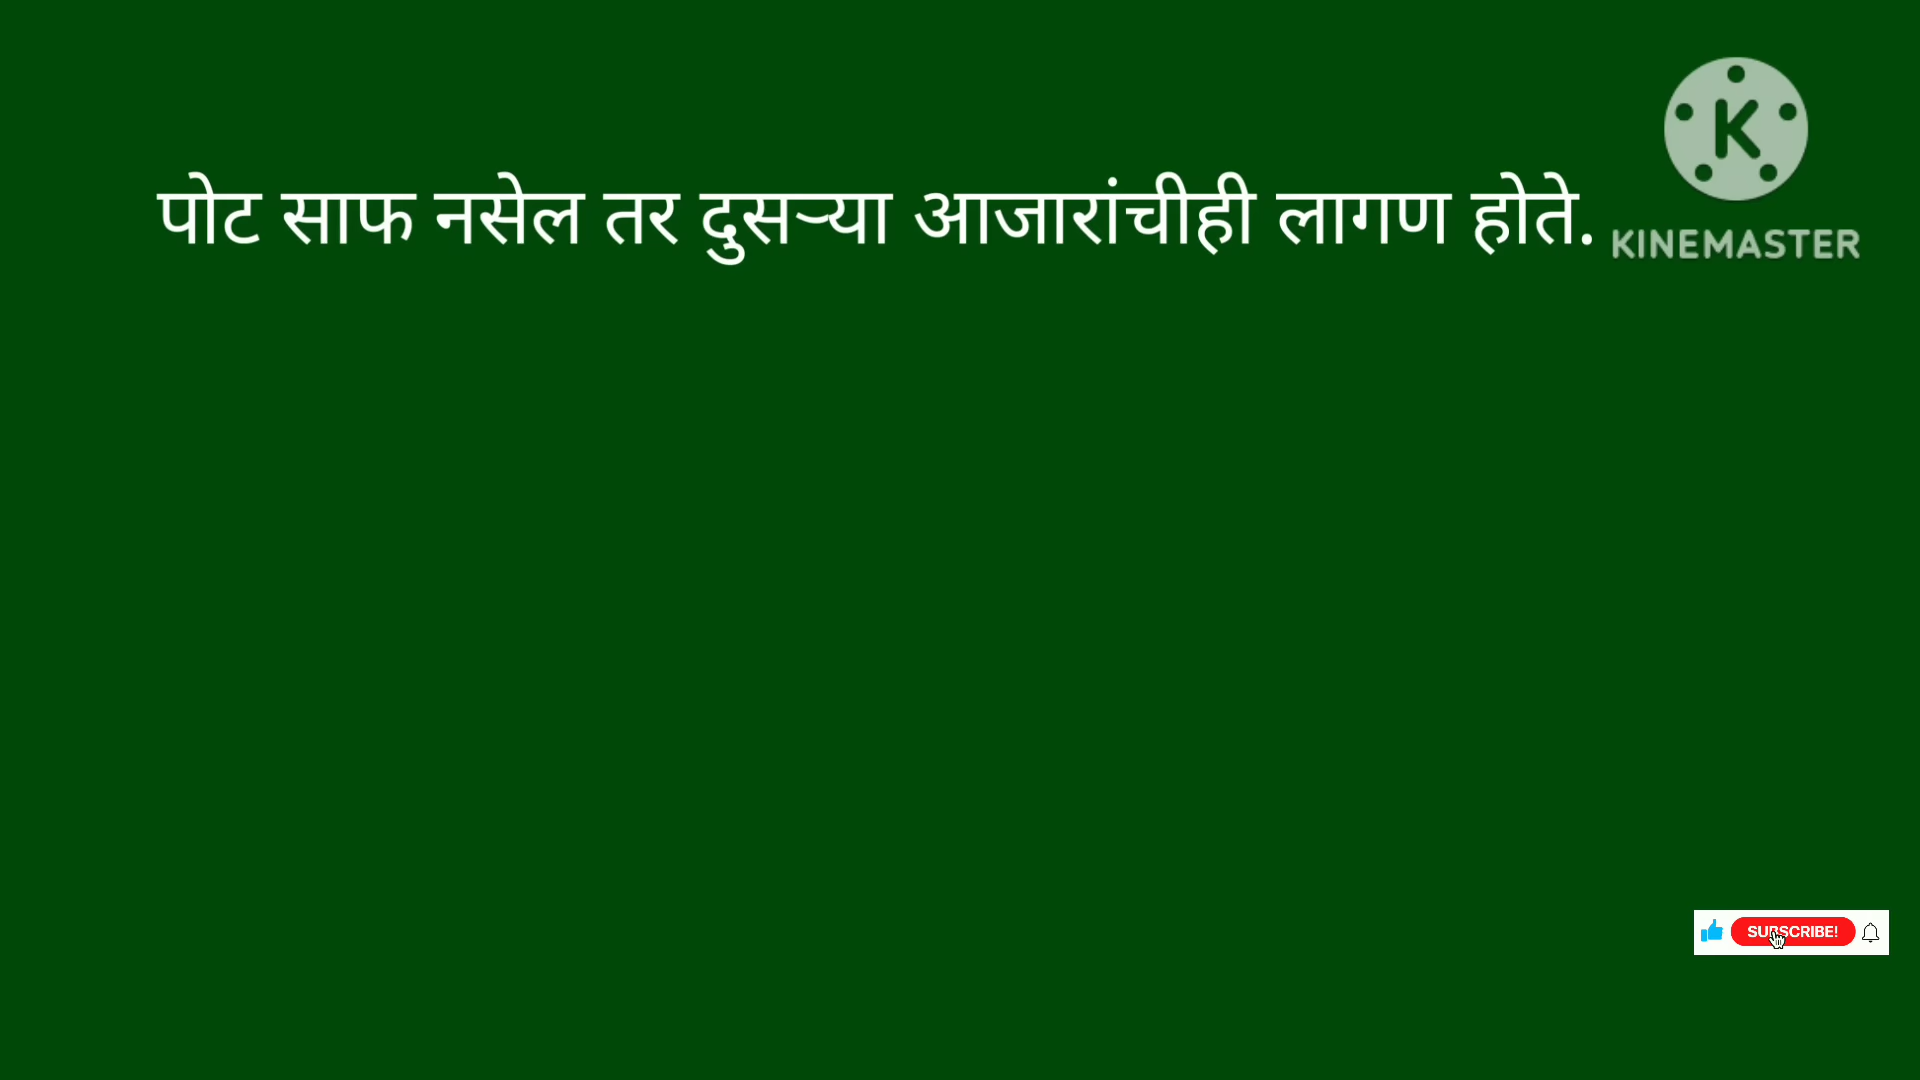 पोट साफ नसेल तर दुसऱ्या आजारांचीही लागण होते.
K
KINEMASTER
SUBSCRIBE!